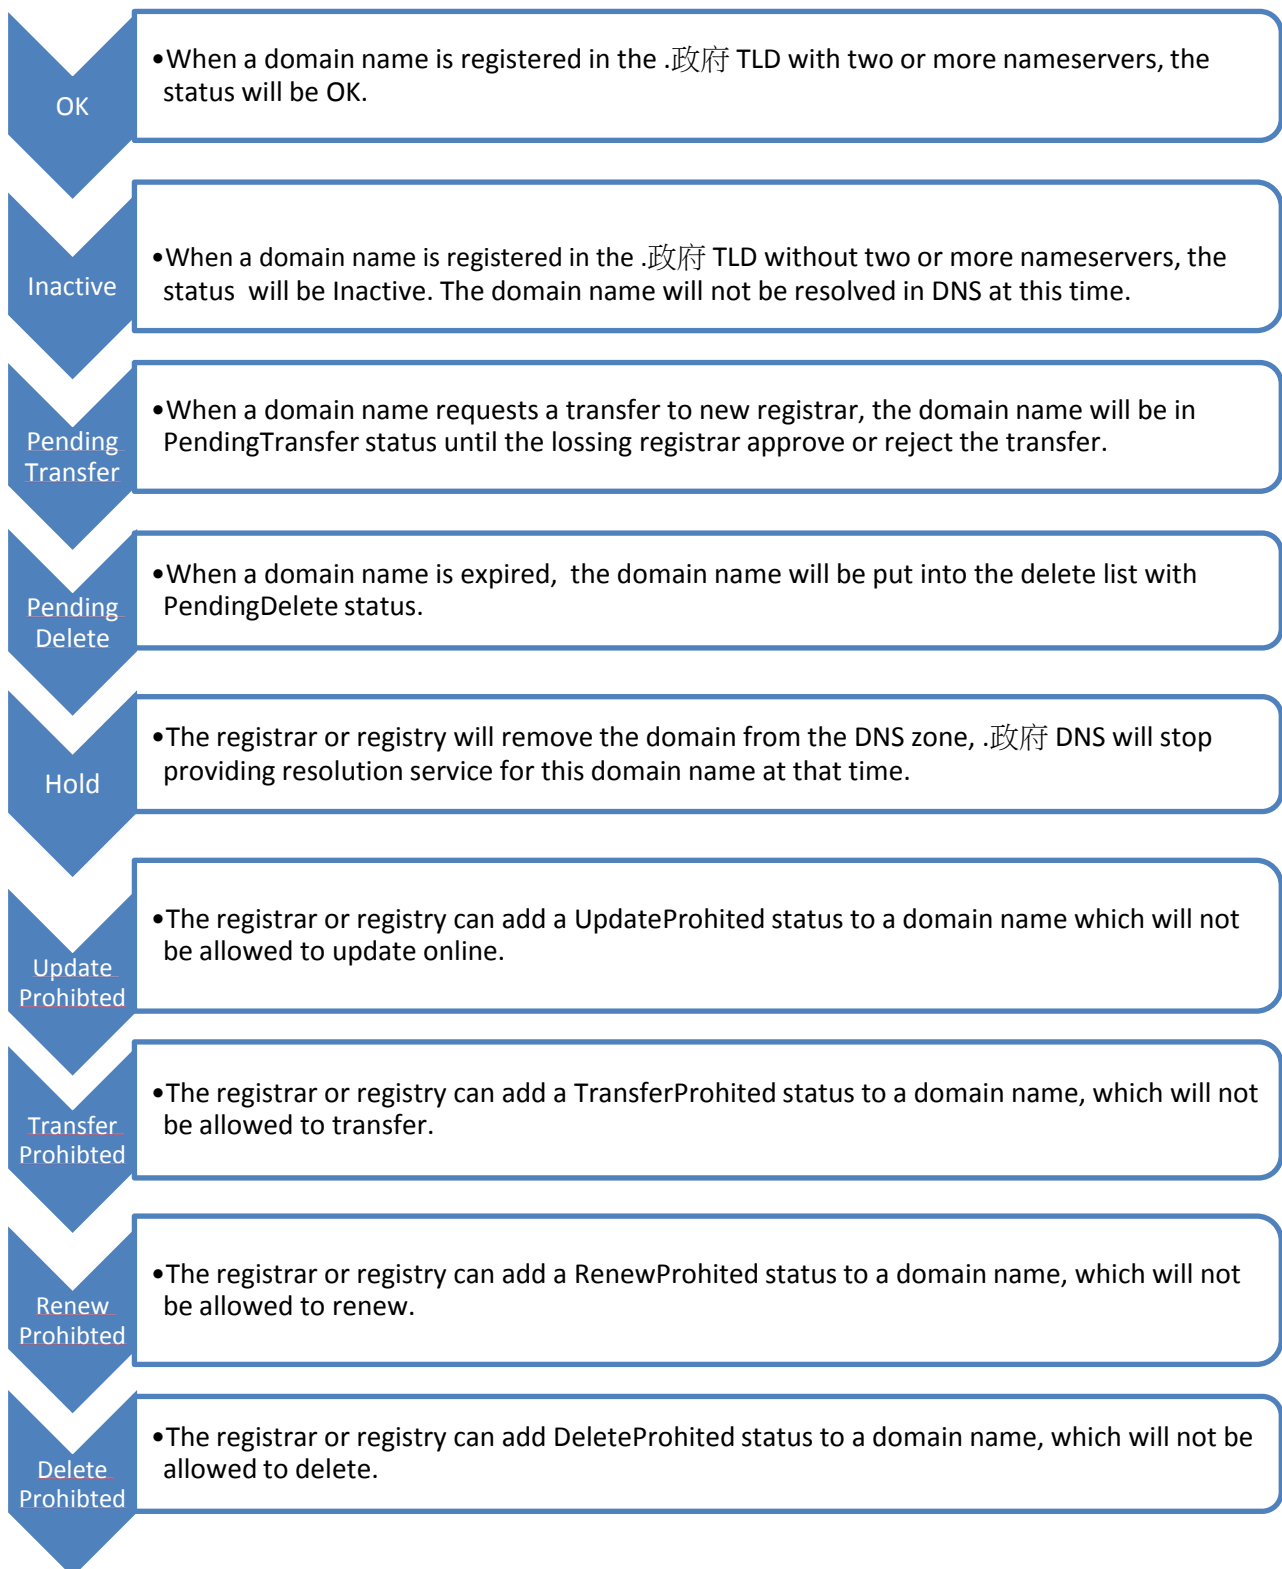 OK
•When a domain name is registered in the .政府 TLD with two or more nameservers, the
status will be OK.
Inactive
•When a domain name is registered in the .政府 TLD without two or more nameservers, the
status  will be Inactive. The domain name will not be resolved in DNS at this time.
Pending
Transfer
•When a domain name requests a transfer to new registrar, the domain name will be in
PendingTransfer status until the lossing registrar approve or reject the transfer.
Pending
Delete
•When a domain name is expired,  the domain name will be put into the delete list with
PendingDelete status.
Hold
•The registrar or registry will remove the domain from the DNS zone, .政府 DNS will stop
providing resolution service for this domain name at that time.
Update
Prohibted
•The registrar or registry can add a UpdateProhited status to a domain name which will not
be allowed to update online.
Transfer
Prohibted
•The registrar or registry can add a TransferProhited status to a domain name, which will not
be allowed to transfer.
Renew
Prohibted
•The registrar or registry can add a RenewProhited status to a domain name, which will not
be allowed to renew.
Delete
Prohibted
•The registrar or registry can add DeleteProhited status to a domain name, which will not be
allowed to delete.